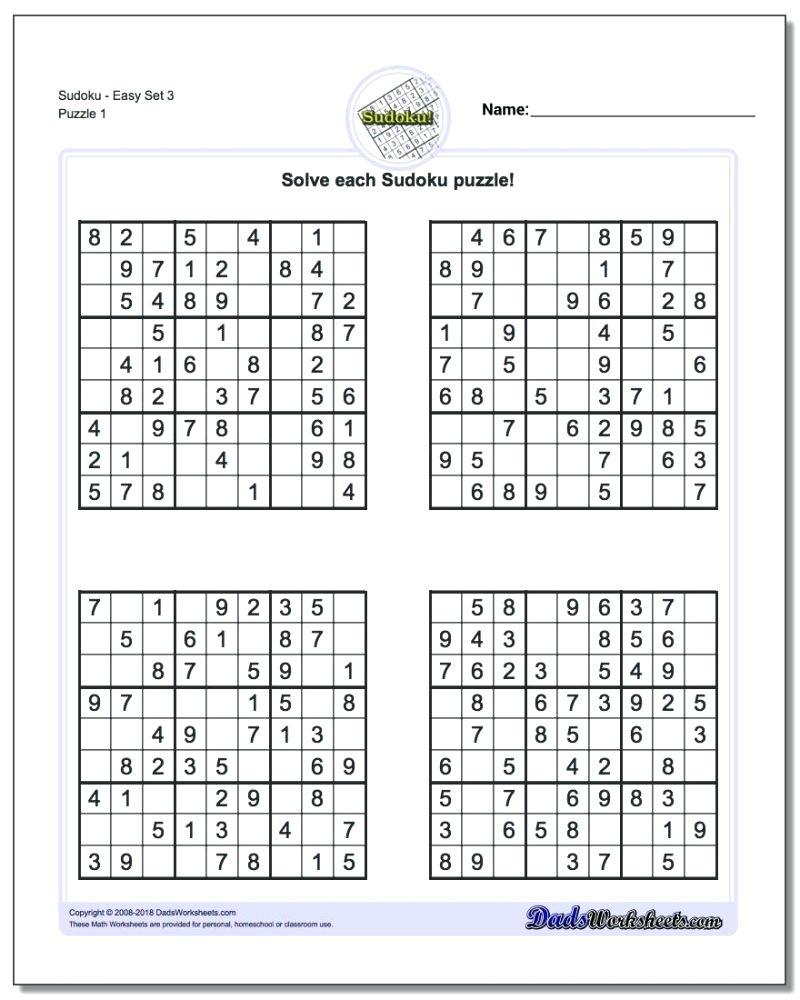 Sudoku - Easy Set 3
Puzzle 1
Sudoku!
Name:
Solve each Sudoku puzzle!
8 2 5 4 1
9 7 1 2 8 4
5 4 8 9 7 2
5 1 8 7
4 1 6 8 2
8 2 3 7 5 6
4 9 7 8 6 1
2 1 4 9 8
5 7 8 1 4
4 6 7 8 5 9
8 9 1 7
7 9 6 2 8
1 9 4 5
7 5 9 6
6 8 5 3 7 1
7 6 2 9 8 5
9 5 7 6 3
6 8 9 5 7
7 1 9 2 3 5
5 6 1 8 7
8 7 5 9 1
9 7 1 5 8
4 9 7 1 3
8 2 3 5 6 9
4 1 2 9 8
5 1 3 4 7
3 9 7 8 1 5
5 8 9 6 3 7
9 4 3 8 5 6
7 6 2 3 5 4 9
8 6 7 3 9 2 5
7 8 5 6 3
6 5 4 2 8
5 7 6 9 8 3
3 6 5 8 1 9
8 9 3 7 5
Copyright © 2008-2018 DadsWorksheets.com
These Math Worksheets are provided for personal, homeschool or classroom use.
DadsWorksheets.com